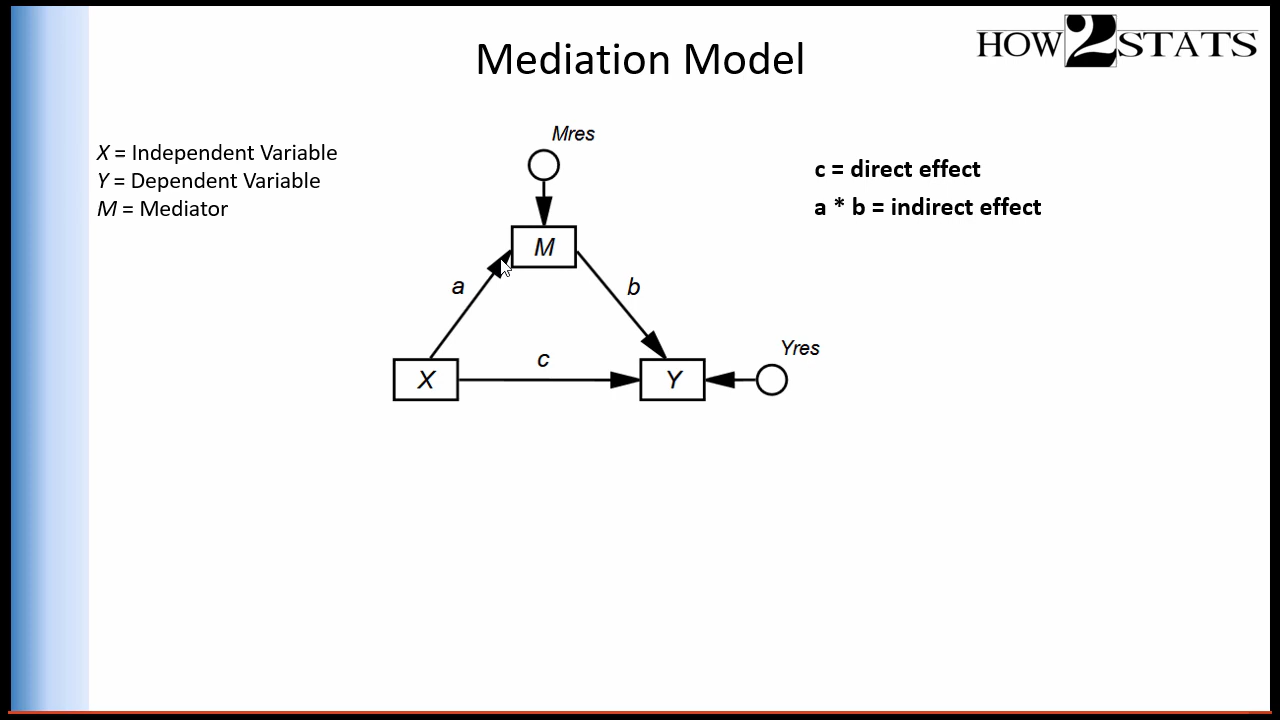 Mediation Model
HOW2STATS
X = Independent Variable
Y = Dependent Variable
M = Mediator
c = direct effect
a * b = indirect effect
Mres
M
a
b
c
X
Y
Yres